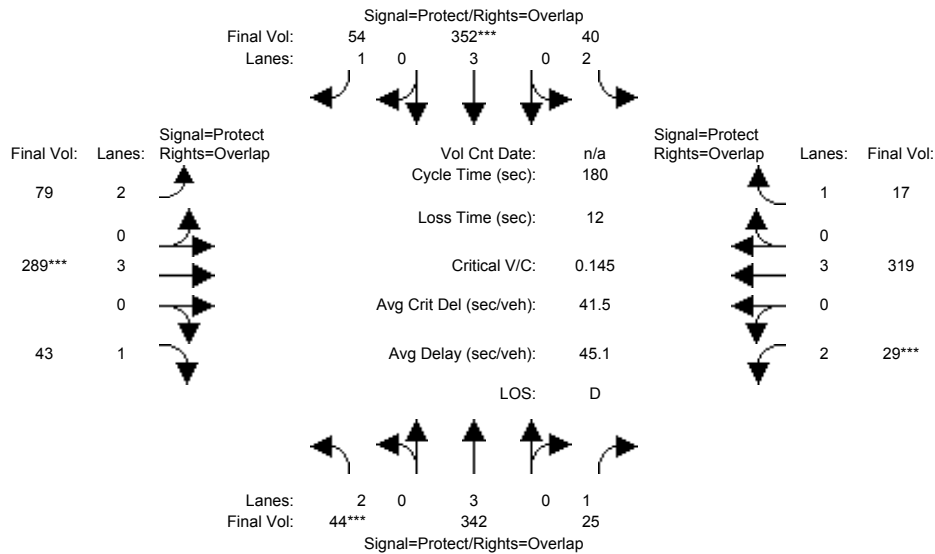 Signal=Protect/Rights=Overlap
Final Vol: 54 352*** 40
Lanes: 1 0 3 0 2
Signal=Protect
Final Vol: Lanes: Rights=Overlap
Vol Cnt Date: n/a
Signal=Protect
Rights=Overlap Lanes: Final Vol:
Cycle Time (sec): 180
79 2
1 17
Loss Time (sec): 12
0
0
289*** 3
Critical V/C: 0.145
3 319
0
Avg Crit Del (sec/veh): 41.5
0
43 1
Avg Delay (sec/veh): 45.1
2 29***
LOS: D
Lanes: 2 0 3 0 1
Final Vol: 44*** 342 25
Signal=Protect/Rights=Overlap